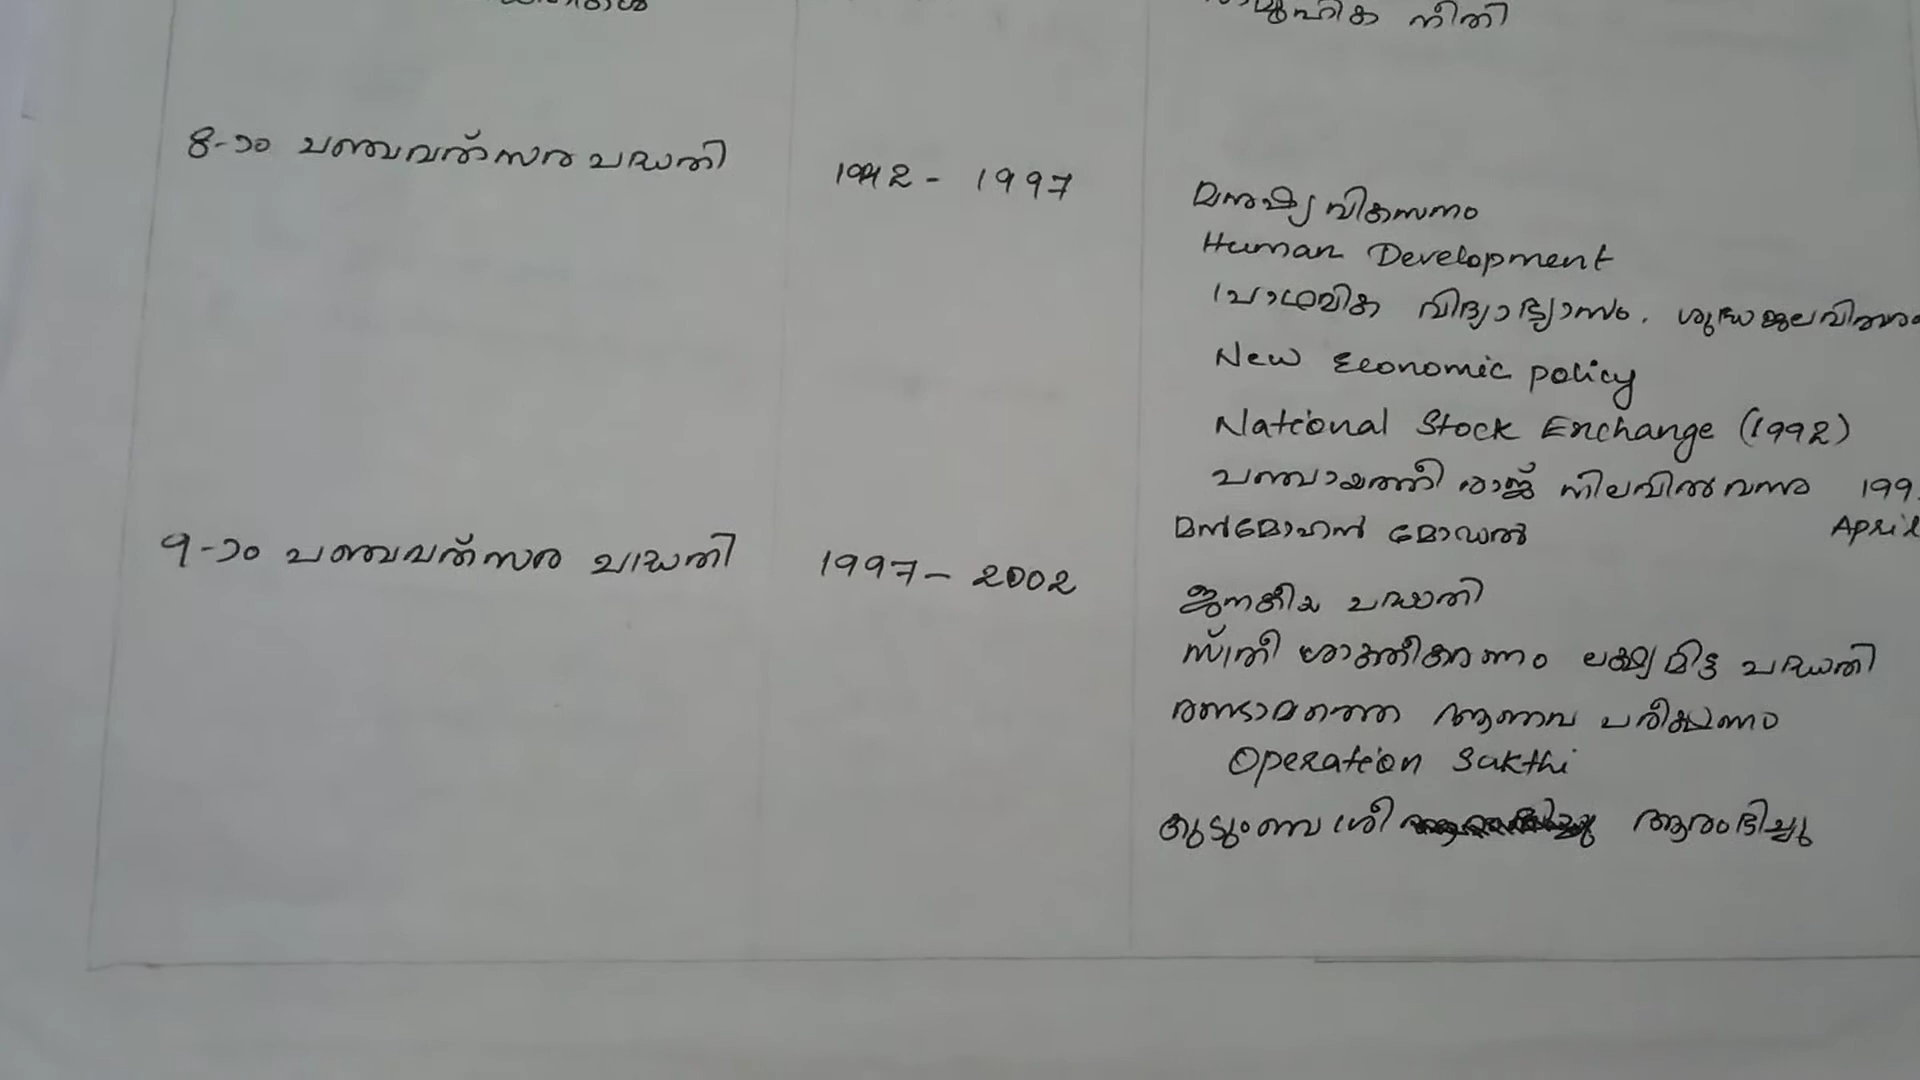 നീതി
8-ാം പഞ്ചവത്സര പദ്ധതി
1992 - 1997
മനുഷ്യ വികസനം
Human Development
പ്രാഥമിക വിദ്യാഭ്യാസം, ശുദ്ധജലവിതരണം
New Economic policy
National Stock Exchange (1992)
പഞ്ചായത്തീ രാജ് നിലവിൽ വന്നു 199
മൻമോഹൻ മോഡൽ April
9-ാം പഞ്ചവത്സര പദ്ധതി
1997 - 2002
ജനകീയ പദ്ധതി
സ്ത്രീ ശാക്തീകരണം ലക്ഷ്യമിട്ട പദ്ധതി
രണ്ടാമത്തെ ആണവ പരീക്ഷണം
Operation Sakthi
കുടുംബശ്രീ ആരംഭിച്ചു